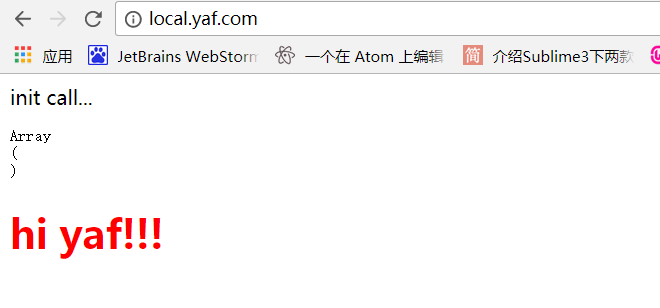 local.yaf.com
应用 JetBrains WebStorm 一个在 Atom 上编辑 简 介绍Sublime3下两款
init call...
Array
(
)
hi yaf!!!